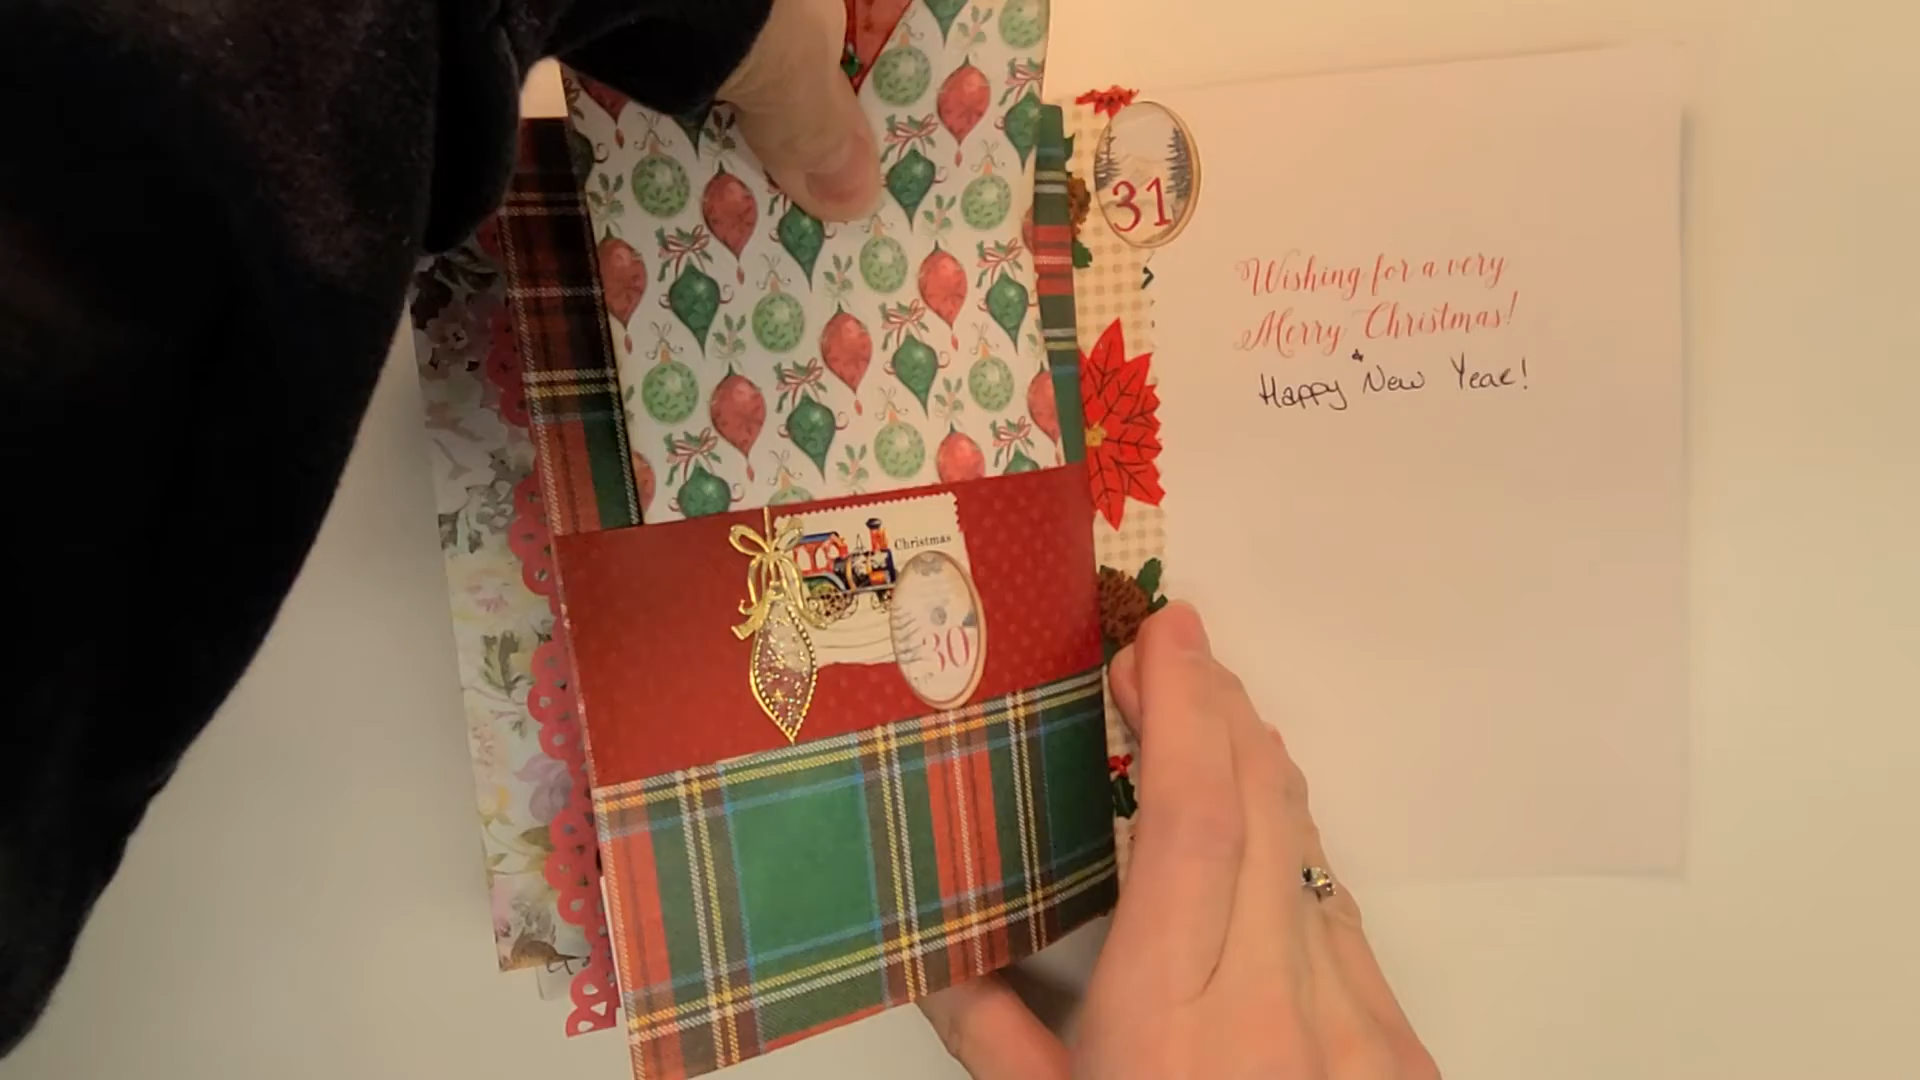 31
Wishing for a very
Merry Christmas!
&
Happy New Year!
Christmas
30